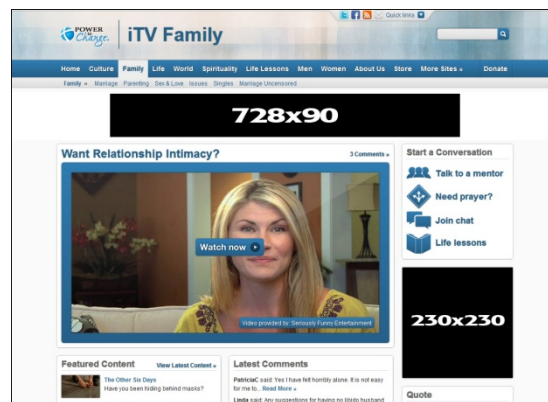 Quick links
POWER
to
Change.
iTV Family
Home Culture Family Life World Spirituality Life Lessons Men Women About Us Store More Sites » Donate
Family » Marriage Parenting Sex & Love Issues Singles Marriage Uncensored
728x90
Want Relationship Intimacy?
3 Comments »
Watch now
Video provided by: Seriously Funny Entertainment
Start a Conversation
Talk to a mentor
Need prayer?
Join chat
Life lessons
230x230
Featured Content
View Latest Content »
The Other Six Days
Have you been hiding behind masks?
Latest Comments
PatriciaC said: Yes I have felt horribly alone. It is not easy
for me to... Read More »
Linda said: Any suggestions for having no libido husband
Quote